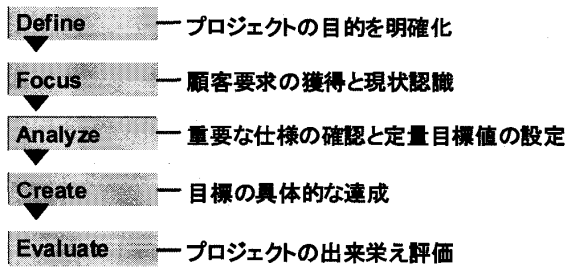 Define プロジェクトの目的を明確化
Focus 顧客要求の獲得と現状認識
Analyze 重要な仕様の確認と定量目標値の設定
Create 目標の具体的な達成
Evaluate プロジェクトの出来栄え評価